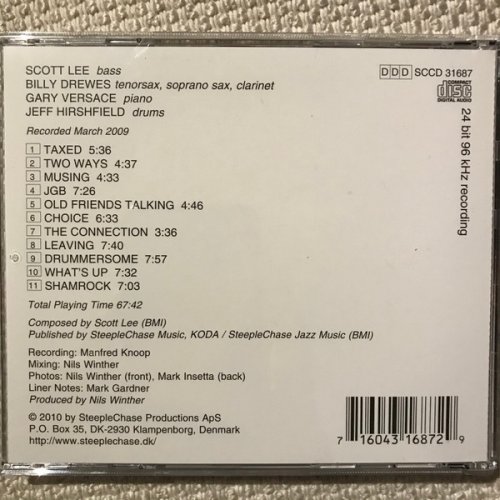 SCOTT LEE bass
BILLY DREWES tenorsax, soprano sax, clarinet
GARY VERSACE piano
JEFF HIRSHFIELD drums
Recorded March 2009
1 TAXED 5:36
2 TWO WAYS 4:37
3 MUSING 4:33
4 JGB 7:26
5 OLD FRIENDS TALKING 4:46
6 CHOICE 6:33
7 THE CONNECTION 3:36
8 LEAVING 7:40
9 DRUMMERSOME 7:57
10 WHAT'S UP 7:32
11 SHAMROCK 7:03
Total Playing Time 67:42
Composed by Scott Lee (BMI)
Published by SteepleChase Music, KODA / SteepleChase Jazz Music (BMI)
Recording: Manfred Knoop
Mixing: Nils Winther
Photos: Nils Winther (front), Mark Insetta (back)
Liner Notes: Mark Gardner
Produced by Nils Winther
© 2010 by SteepleChase Productions ApS
P.O. Box 35, DK-2930 Klampenborg, Denmark
http://www.steeplechase.dk/
DDD SCCD 31687
COMPACT
disc
DIGITAL AUDIO
24 bit 96 kHz recording
7 16043 16872 9